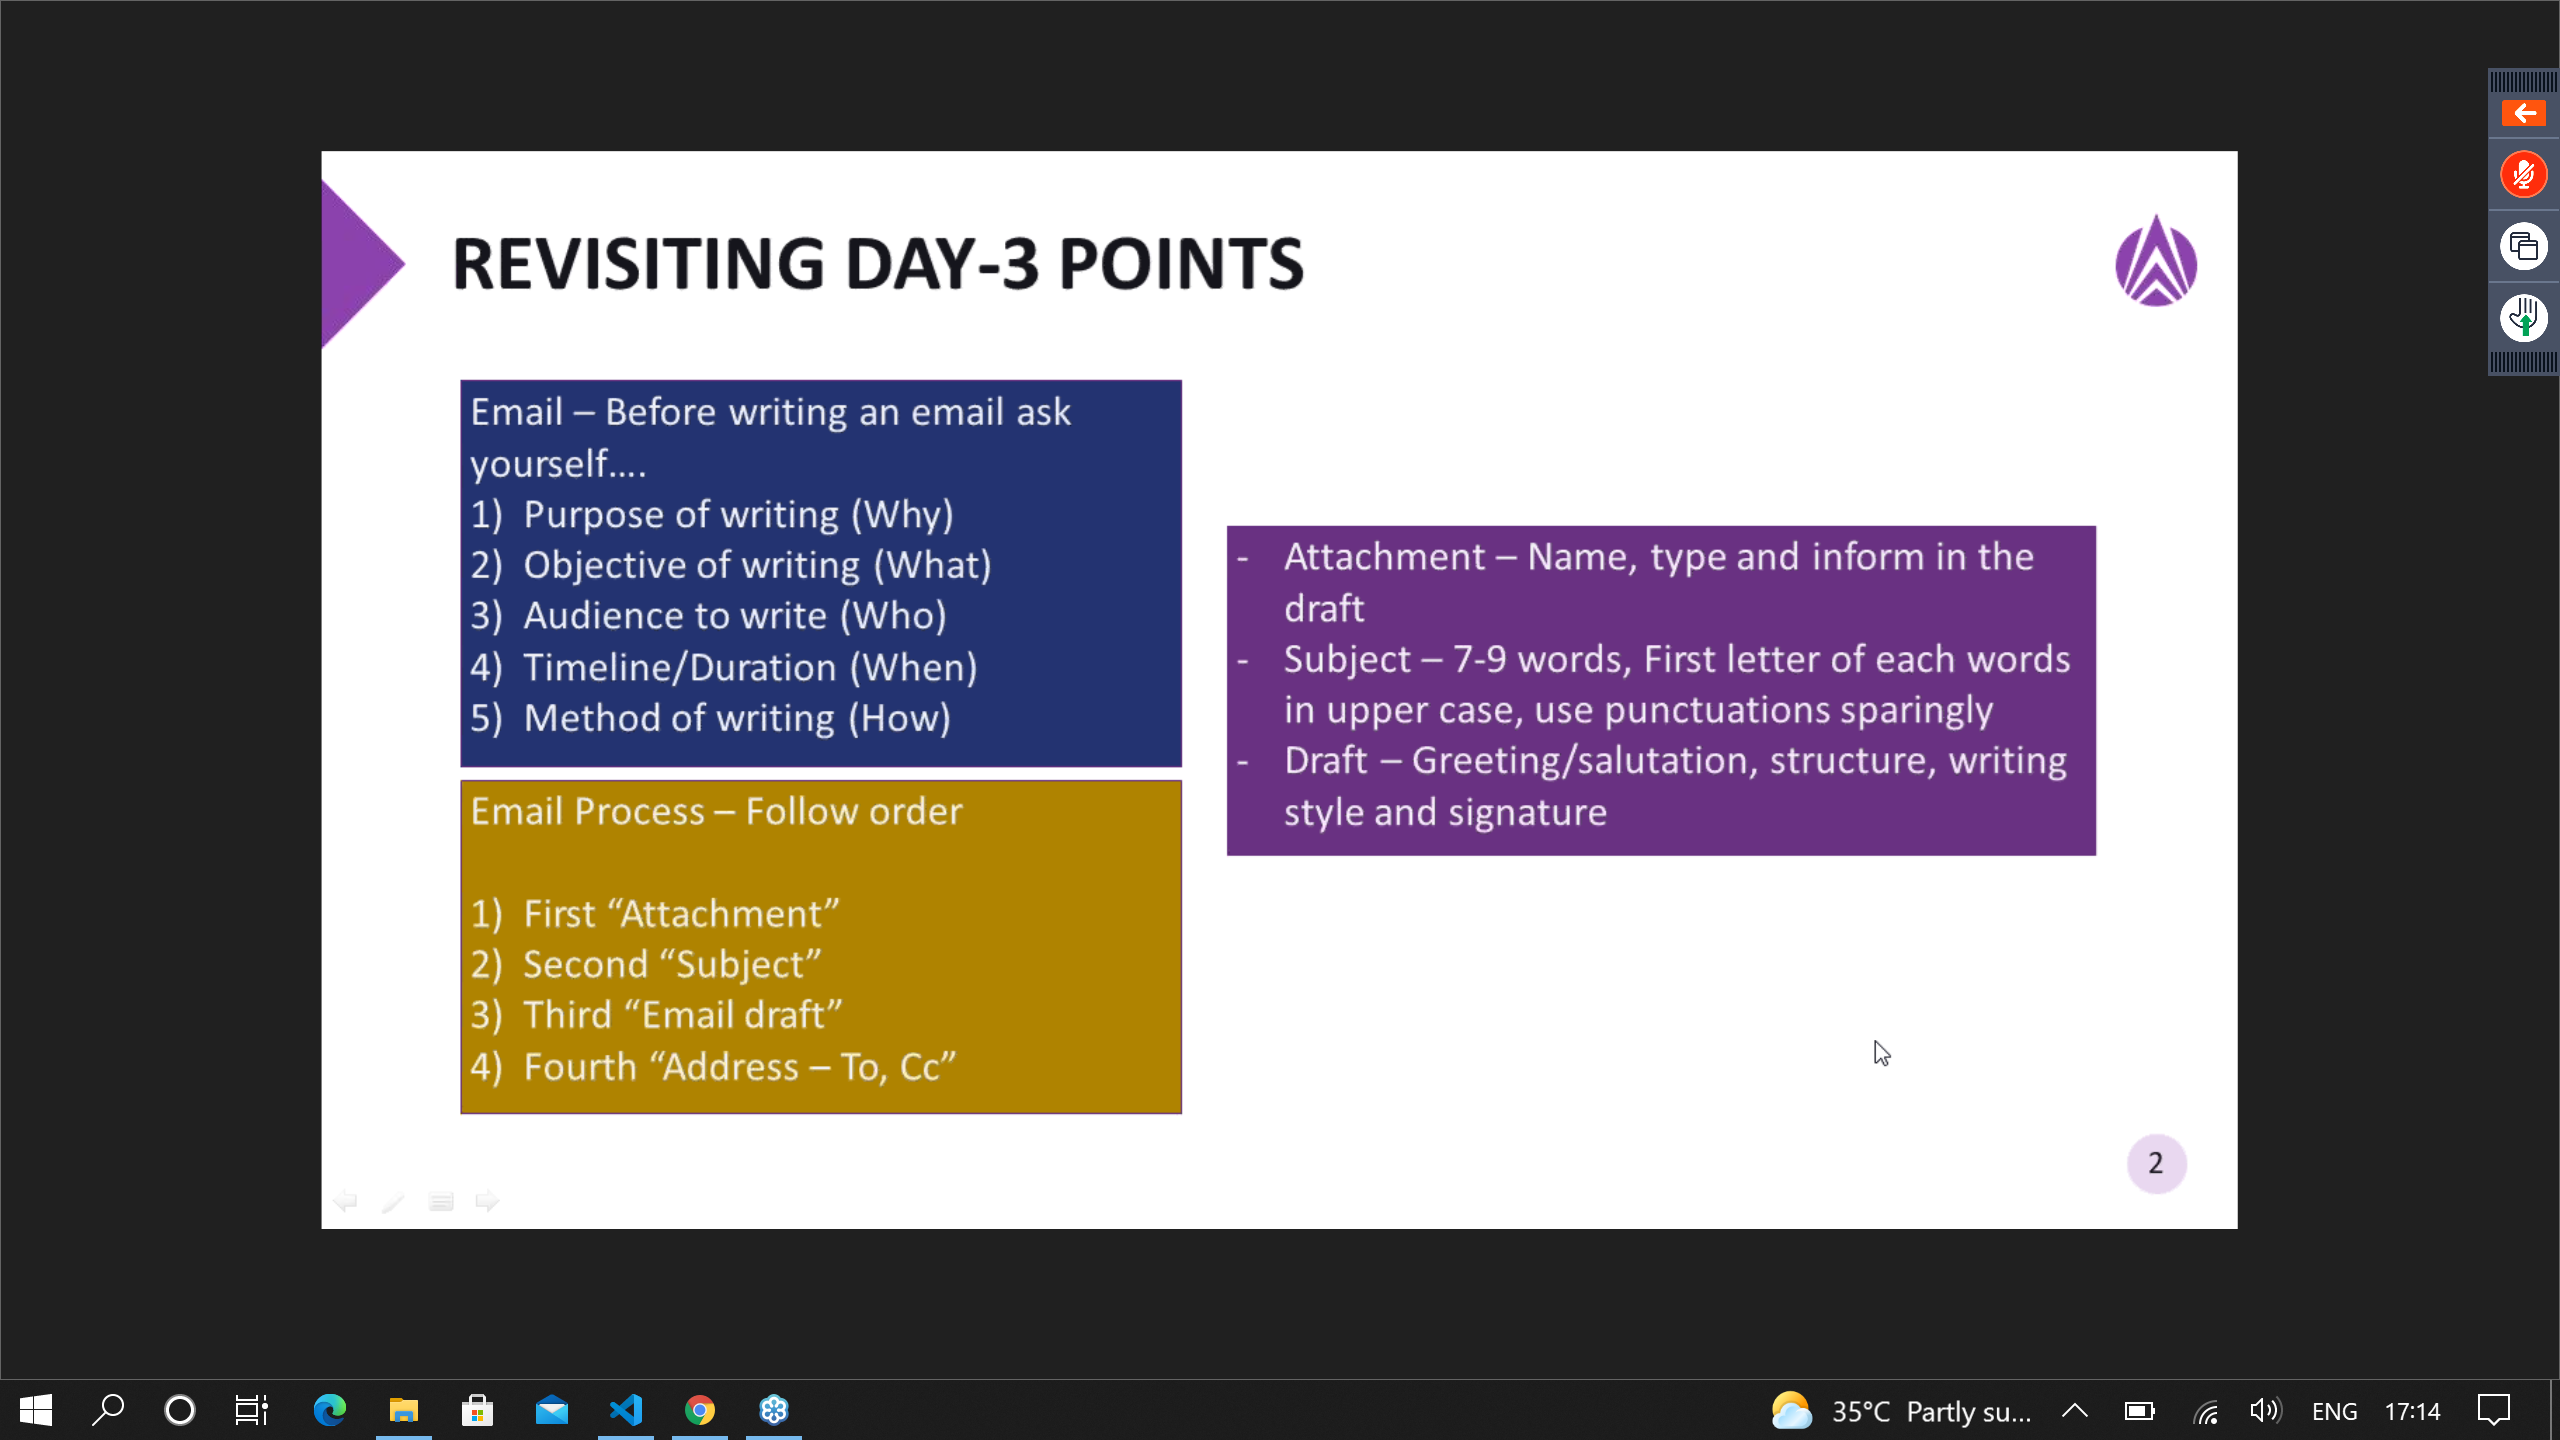 REVISITING DAY-3 POINTS
Email – Before writing an email ask
yourself….
1) Purpose of writing (Why)
2) Objective of writing (What)
3) Audience to write (Who)
4) Timeline/Duration (When)
5) Method of writing (How)
Email Process – Follow order
1) First “Attachment”
2) Second “Subject”
3) Third “Email draft”
4) Fourth “Address – To, Cc”
- Attachment – Name, type and inform in the
draft
- Subject – 7-9 words, First letter of each words
in upper case, use punctuations sparingly
- Draft – Greeting/salutation, structure, writing
style and signature
2
35°C Partly su...
ENG
17:14